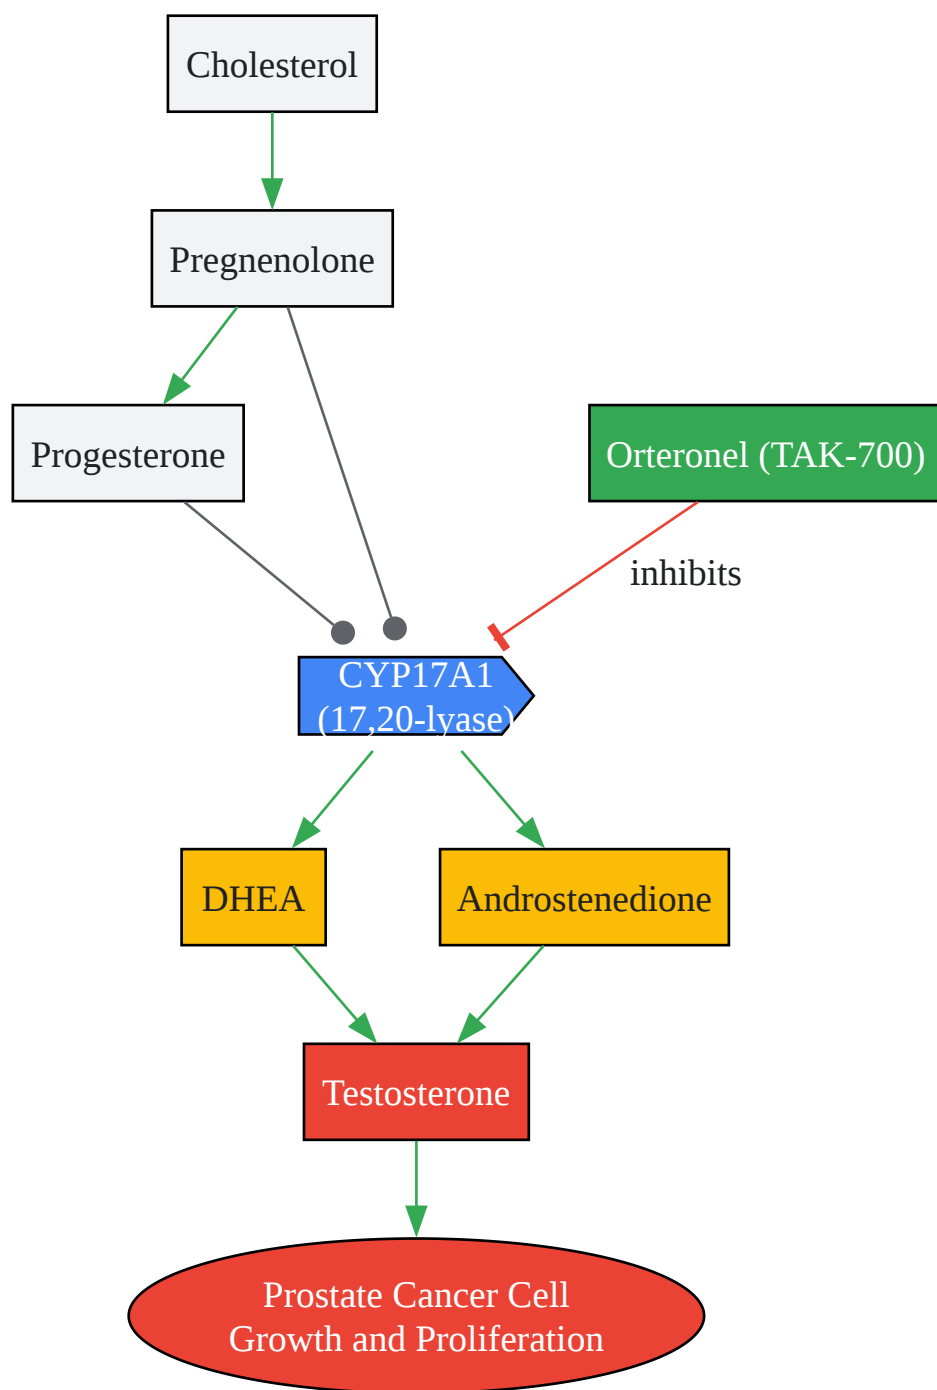 Cholesterol
Pregnenolone
Progesterone
Orteronel (TAK-700)
inhibits
CYP17A1
(17,20-lyase)
DHEA
Androstenedione
Testosterone
Prostate Cancer Cell
Growth and Proliferation